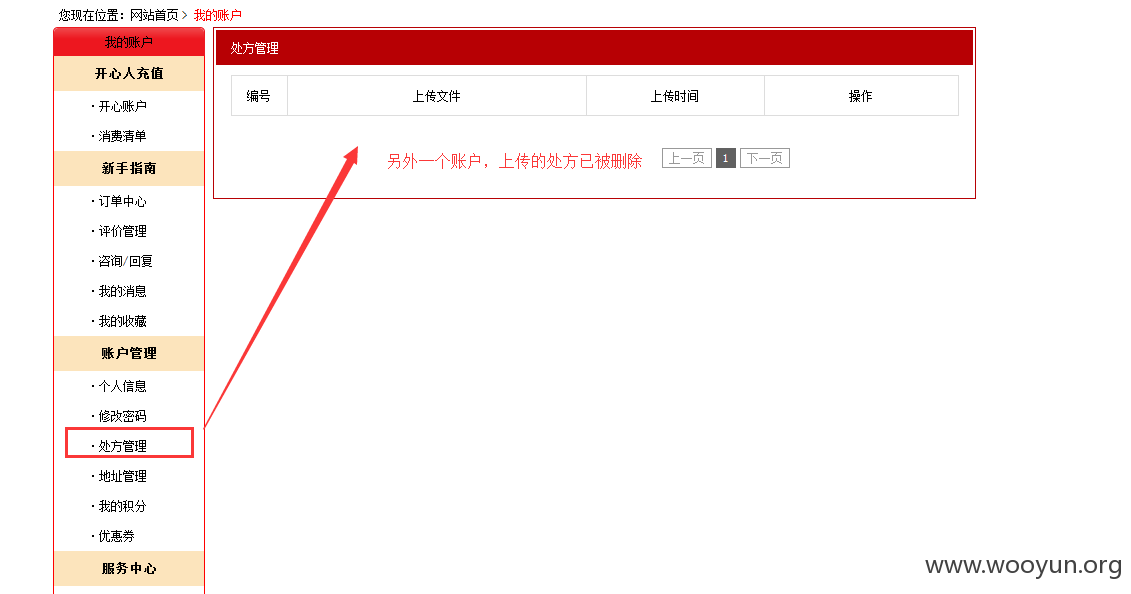 您现在位置：网站首页> 我的账户
我的账户
开心人充值
·开心账户
·消费清单
新手指南
·订单中心
·评价管理
·咨询/回复
·我的消息
·我的收藏
账户管理
·个人信息
·修改密码
·处方管理
·地址管理
·我的积分
·优惠券
服务中心
处方管理
编号 上传文件 上传时间 操作
另外一个账户，上传的处方已被删除
上一页 1 下一页
www.wooyun.org